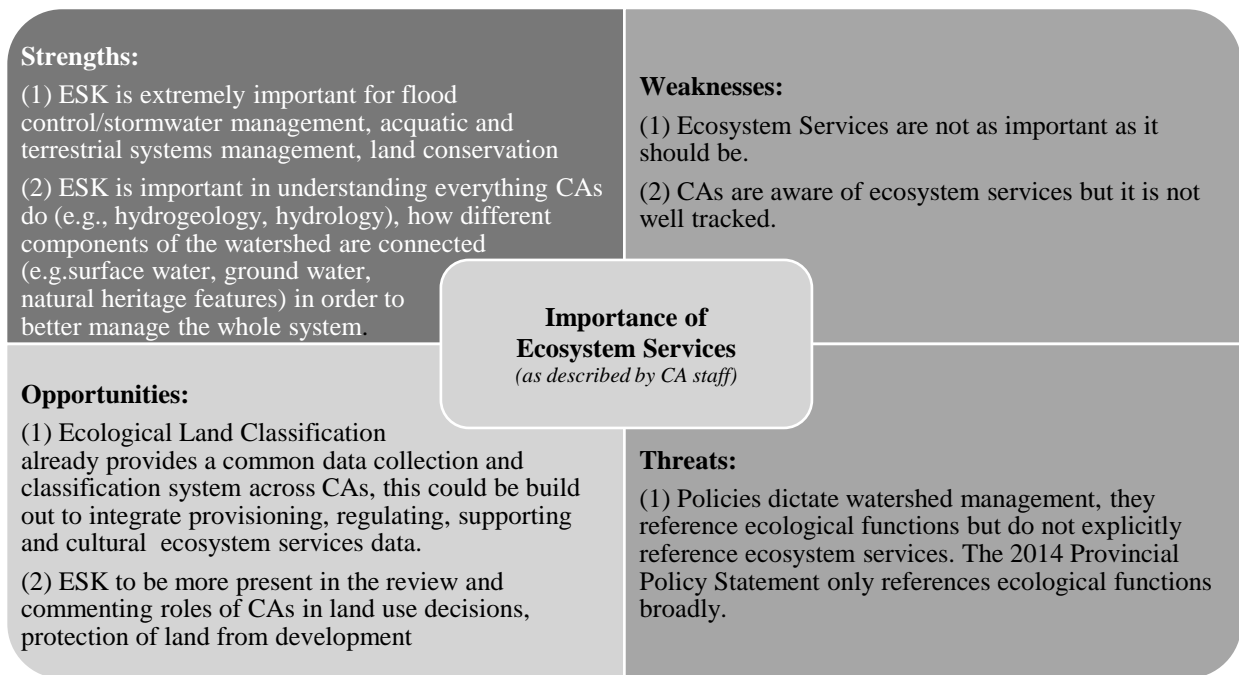 Strengths:
(1) ESK is extremely important for flood
control/stormwater management, acquatic and
terrestrial systems management, land conservation
(2) ESK is important in understanding everything CAs
do (e.g., hydrogeology, hydrology), how different
components of the watershed are connected
(e.g.surface water, ground water,
natural heritage features) in order to
better manage the whole system.
Weaknesses:
(1) Ecosystem Services are not as important as it
should be.
(2) CAs are aware of ecosystem services but it is not
well tracked.
Importance of
Ecosystem Services
(as described by CA staff)
Opportunities:
(1) Ecological Land Classification
already provides a common data collection and
classification system across CAs, this could be build
out to integrate provisioning, regulating, supporting
and cultural ecosystem services data.
(2) ESK to be more present in the review and
commenting roles of CAs in land use decisions,
protection of land from development
Threats:
(1) Policies dictate watershed management, they
reference ecological functions but do not explicitly
reference ecosystem services. The 2014 Provincial
Policy Statement only references ecological functions
broadly.